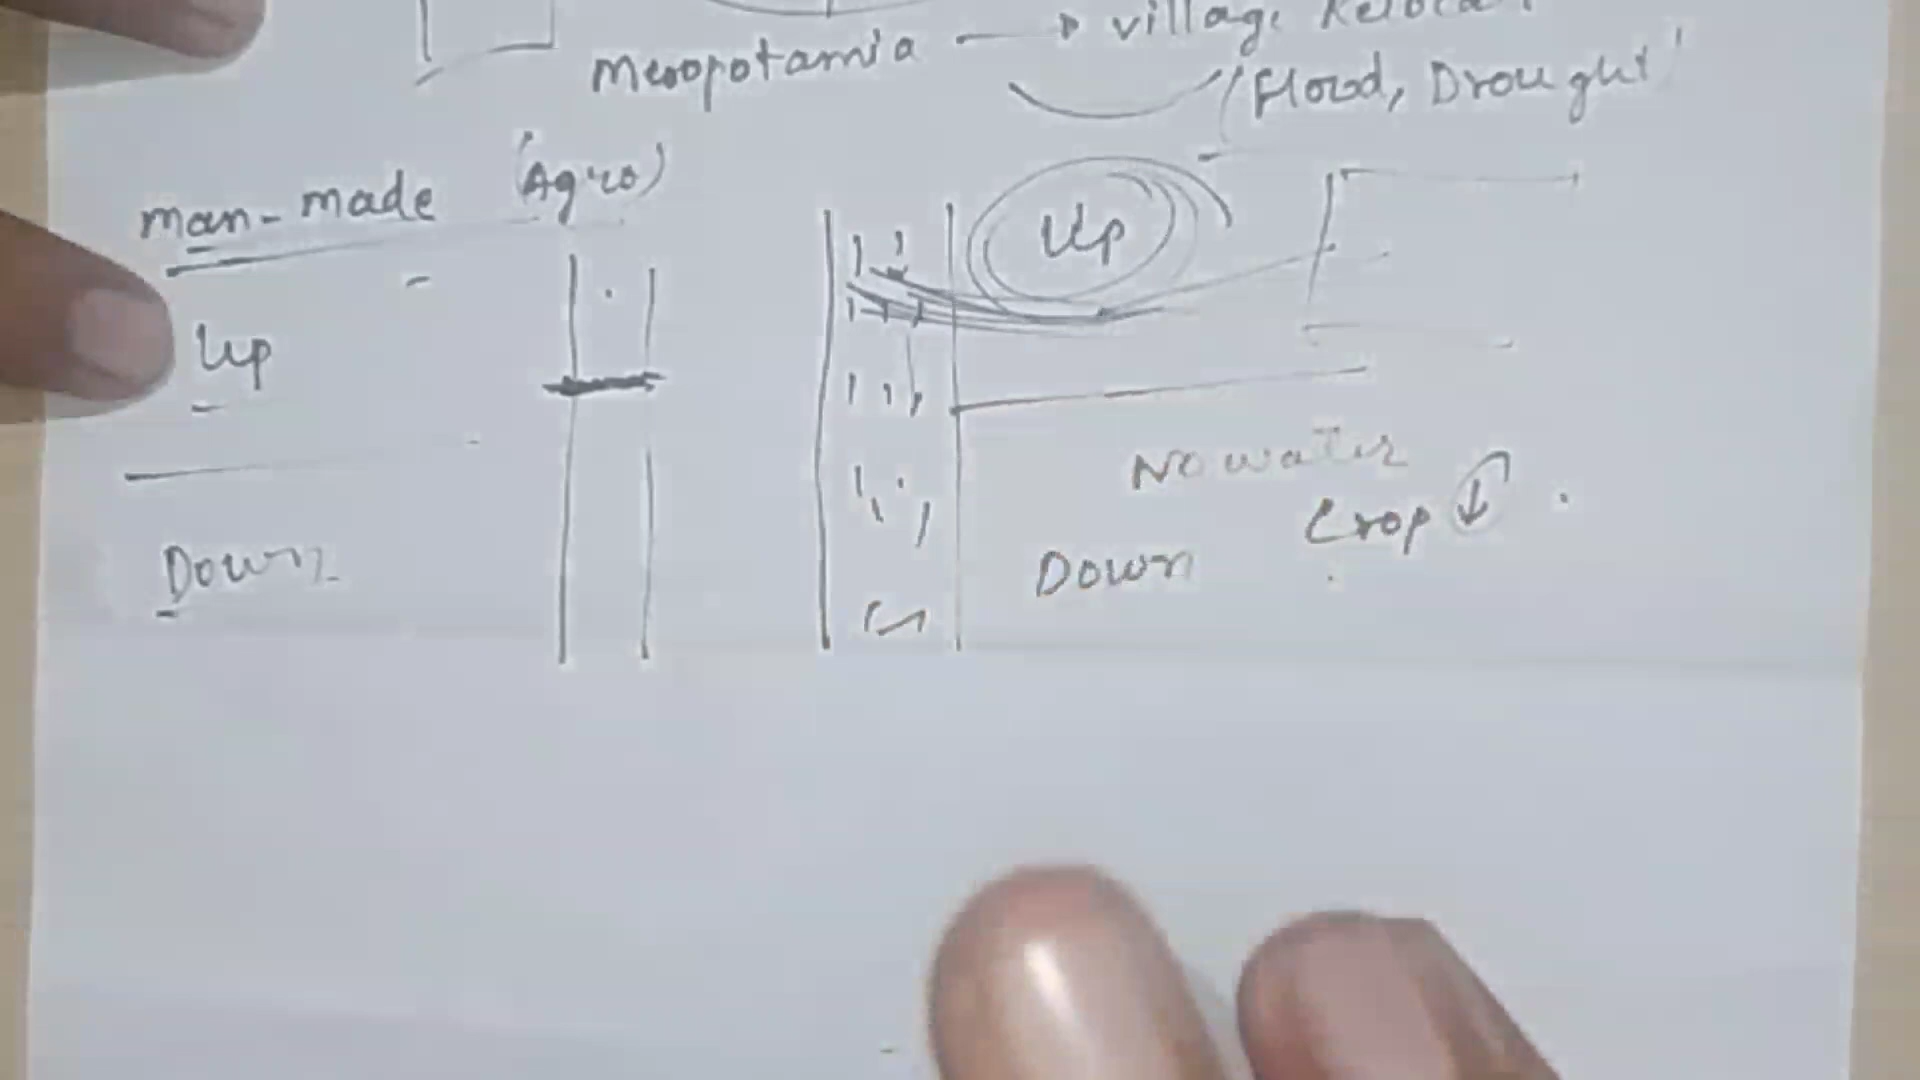 Mesopotamia → village
(Flood, Drought
man-made (Agro)
Up
Up
No water
Crop ↓
Down
Down